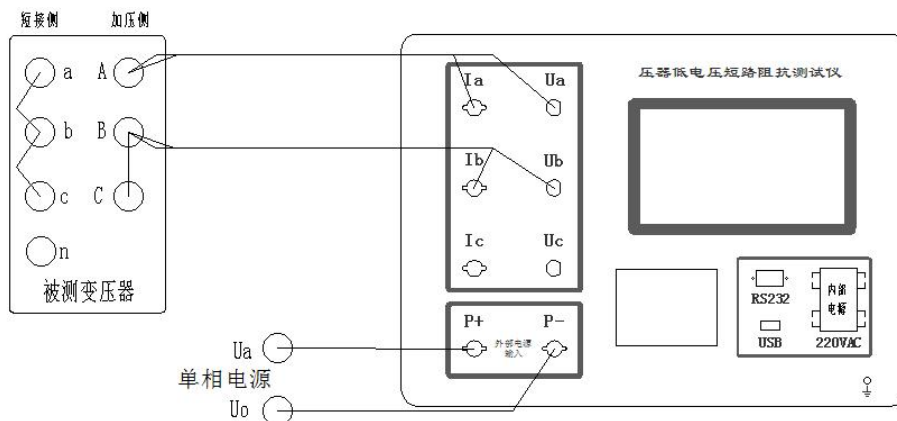 短接侧 加压侧
a A
b B
c C
n
被测变压器
压器低电压短路阻抗测试仪
Ia Ua
Ib Ub
Ic Uc
P+ P-
外部电源
输入
RS232
USB
内部
电源
220VAC
Ua
单相电源
Uo